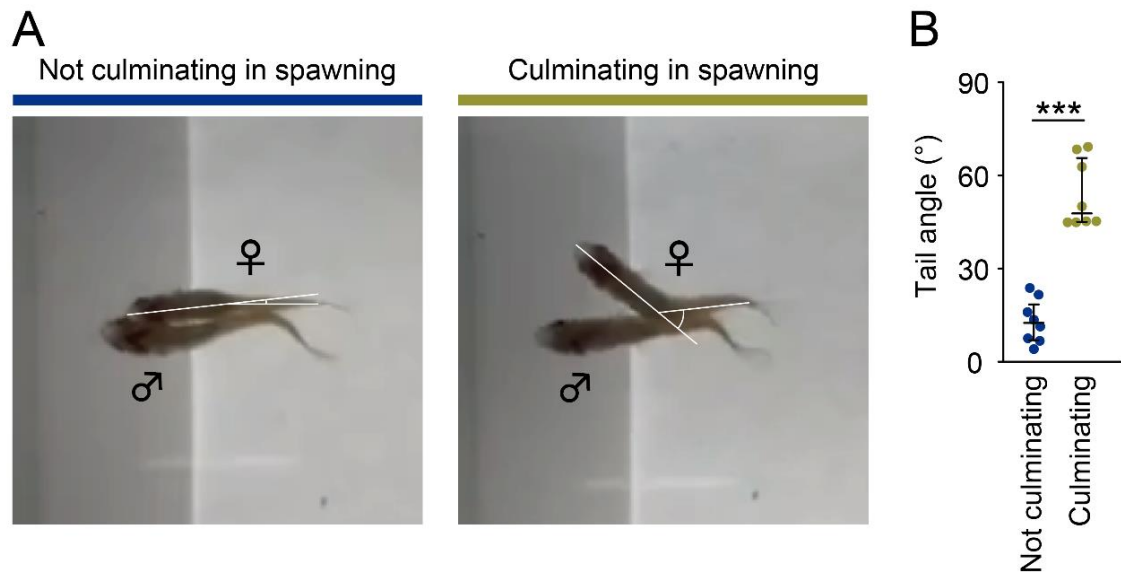 A
Not culminating in spawning
Culminating in spawning
♀
♂
♀
♂
B
Tail angle (°)
90
60
30
0
***
Not culminating
Culminating